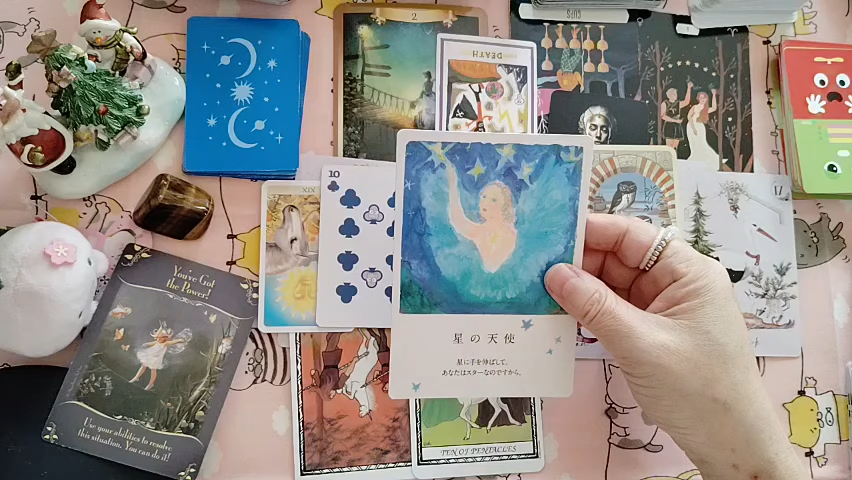 2
CUPS
DEATH
XIX
10
星の天使
星に手を伸ばして。
あなたはスターなのですから。
You've Got
the Power!
Use your abilities to resolve
this situation. You can do it!
TEN OF PENTACLES